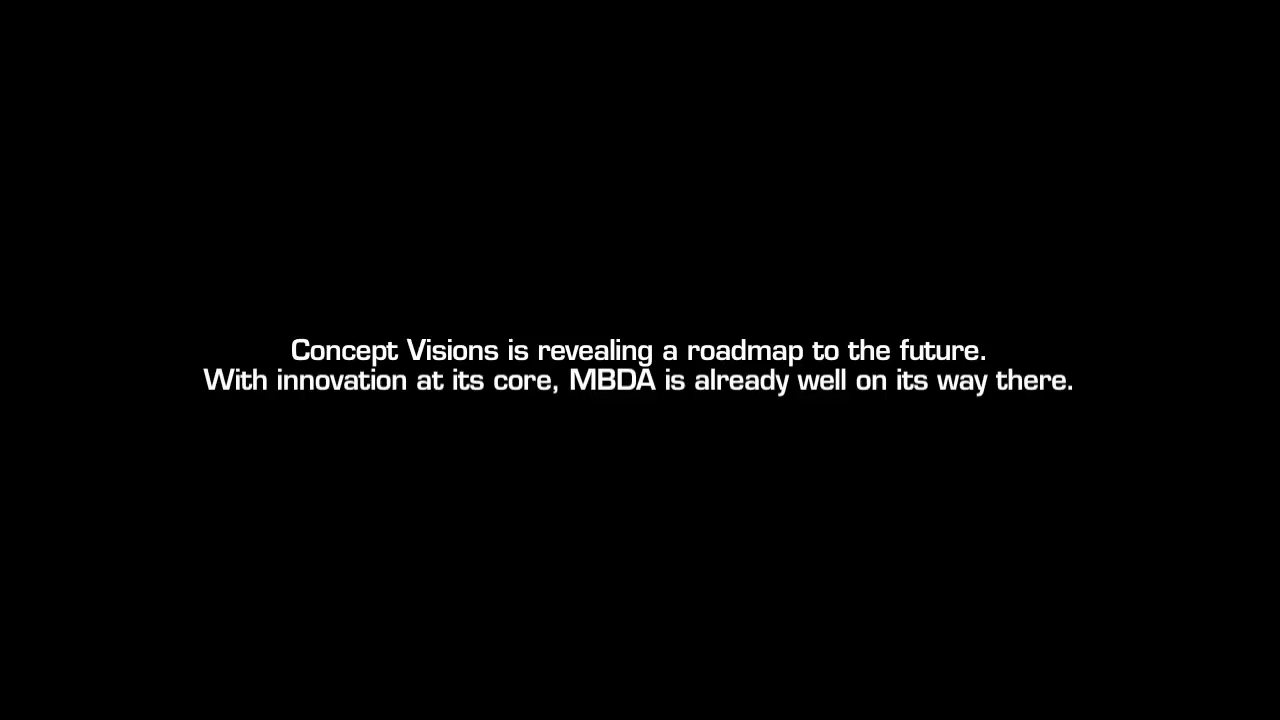 Concept Visions is revealing a roadmap to the future.
With innovation at its core, MBDA is already well on its way there.